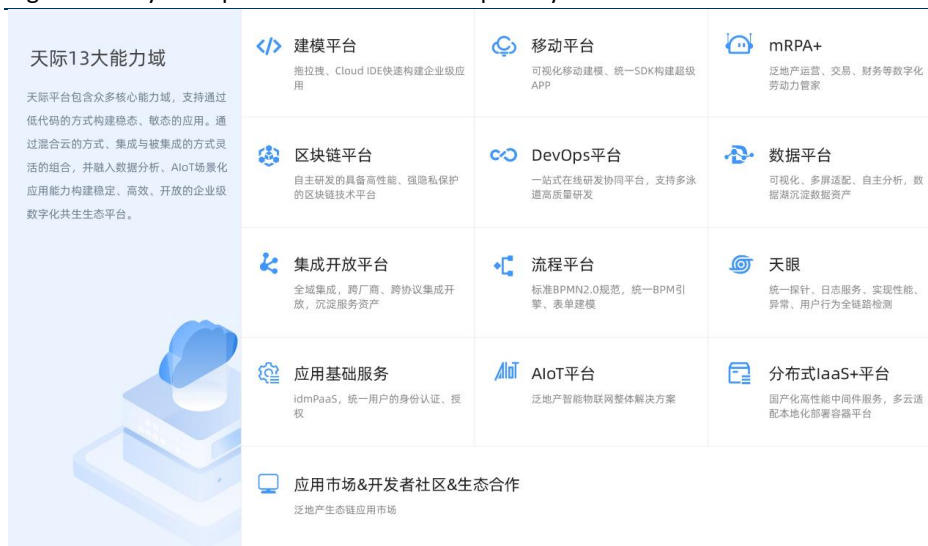 天际13大能力域
天际平台包含众多核心能力域，支持通过
低代码的方式构建稳态、敏态的应用。通
过混合云的方式、集成与被集成的方式灵
活的组合，并融入数据分析、AIoT场景化
应用能力构建稳定、高效、开放的企业级
数字化共生生态平台。
建模平台
拖拉拽、Cloud IDE快速构建企业级应
用
移动平台
可视化移动建模、统一SDK构建超级
APP
mRPA+
泛地产运营、交易、财务等数字化
劳动力管家
区块链平台
自主研发的具备高性能、强隐私保护
的区块链技术平台
DevOps平台
一站式在线研发协同平台，支持多泳
道高质量研发
数据平台
可视化、多屏适配、自主分析，数
据湖沉淀数据资产
集成开放平台
全域集成，跨厂商、跨协议集成开
放，沉淀服务资产
流程平台
标准BPMN2.0规范，统一BPM引
擎、表单建模
天眼
统一探针、日志服务、实现性能、
异常、用户行为全链路检测
应用基础服务
idmPaaS，统一用户的身份认证、授
权
AIoT平台
泛地产智能物联网整体解决方案
分布式IaaS+平台
国产化高性能中间件服务，多云适
配本地化部署容器平台
应用市场&开发者社区&生态合作
泛地产生态链应用市场